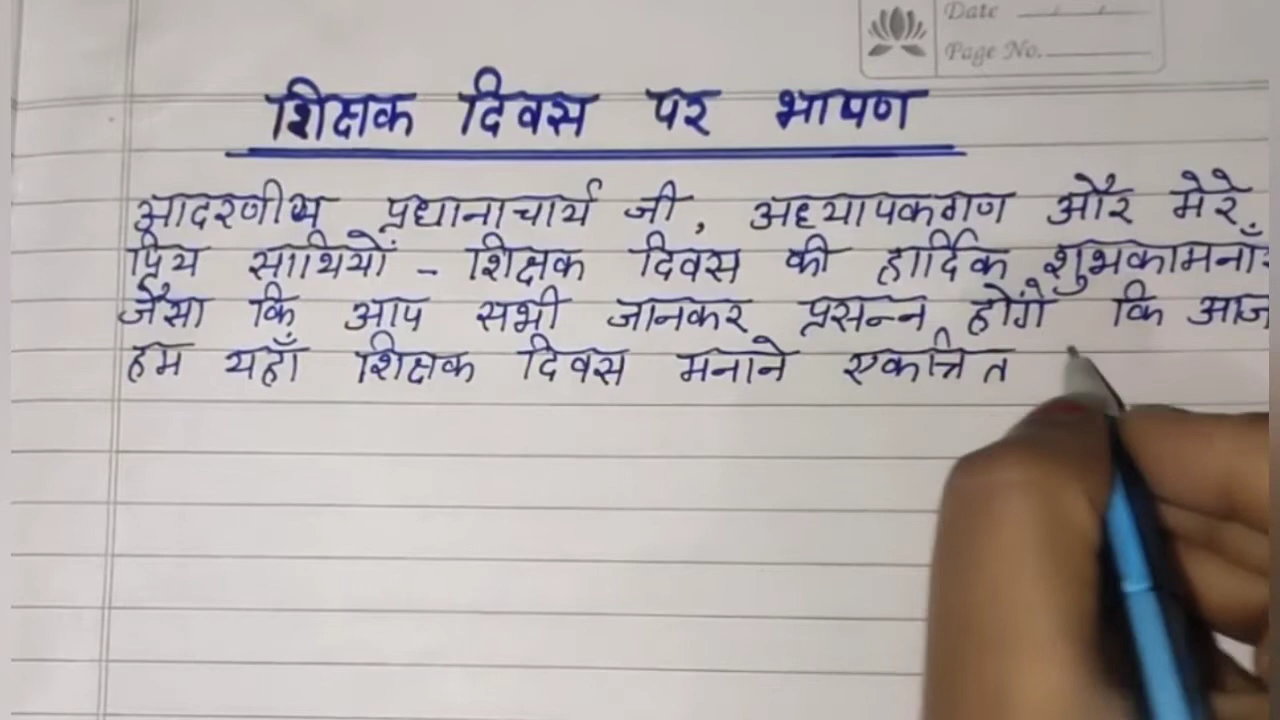 Date
Page No.
शिक्षक दिवस पर भाषण
आदरणीय प्रधानाचार्य जी, अध्यापकगण और मेरे
प्रिय साथियों - शिक्षक दिवस की हार्दिक शुभकामनाएँ
जैसा कि आप सभी जानकर प्रसन्न होंगे कि आज
हम यहाँ शिक्षक दिवस मनाने एकत्रित